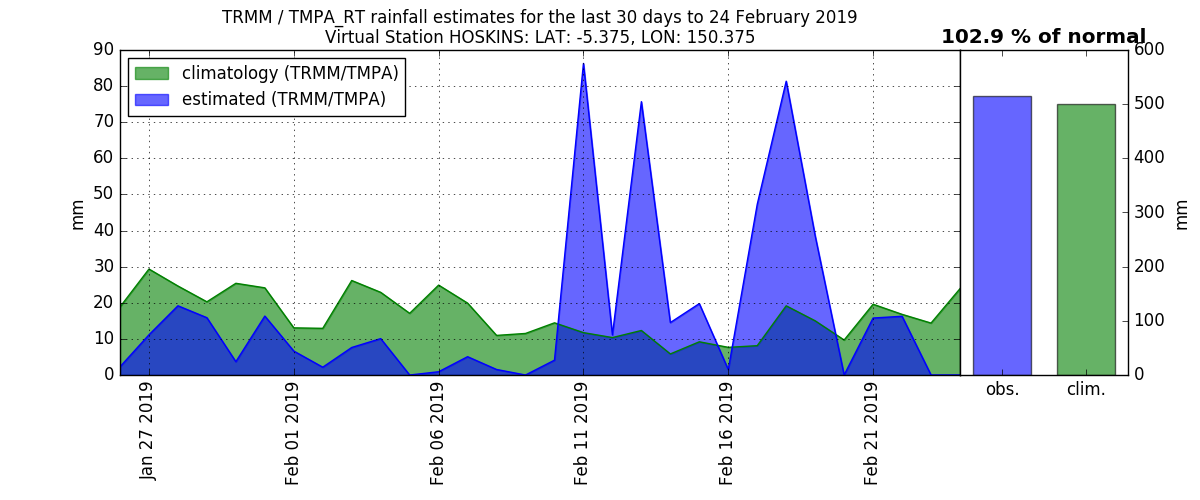 TRMM / TMPA_RT rainfall estimates for the last 30 days to 24 February 2019
Virtual Station HOSKINS: LAT: -5.375, LON: 150.375
102.9 % of normal
climatology (TRMM/TMPA)
estimated (TRMM/TMPA)
90
80
70
60
50
40
30
20
10
0
mm
Jan 27 2019
Feb 01 2019
Feb 06 2019
Feb 11 2019
Feb 16 2019
Feb 21 2019
obs.
clim.
600
500
400
300
200
100
0
mm